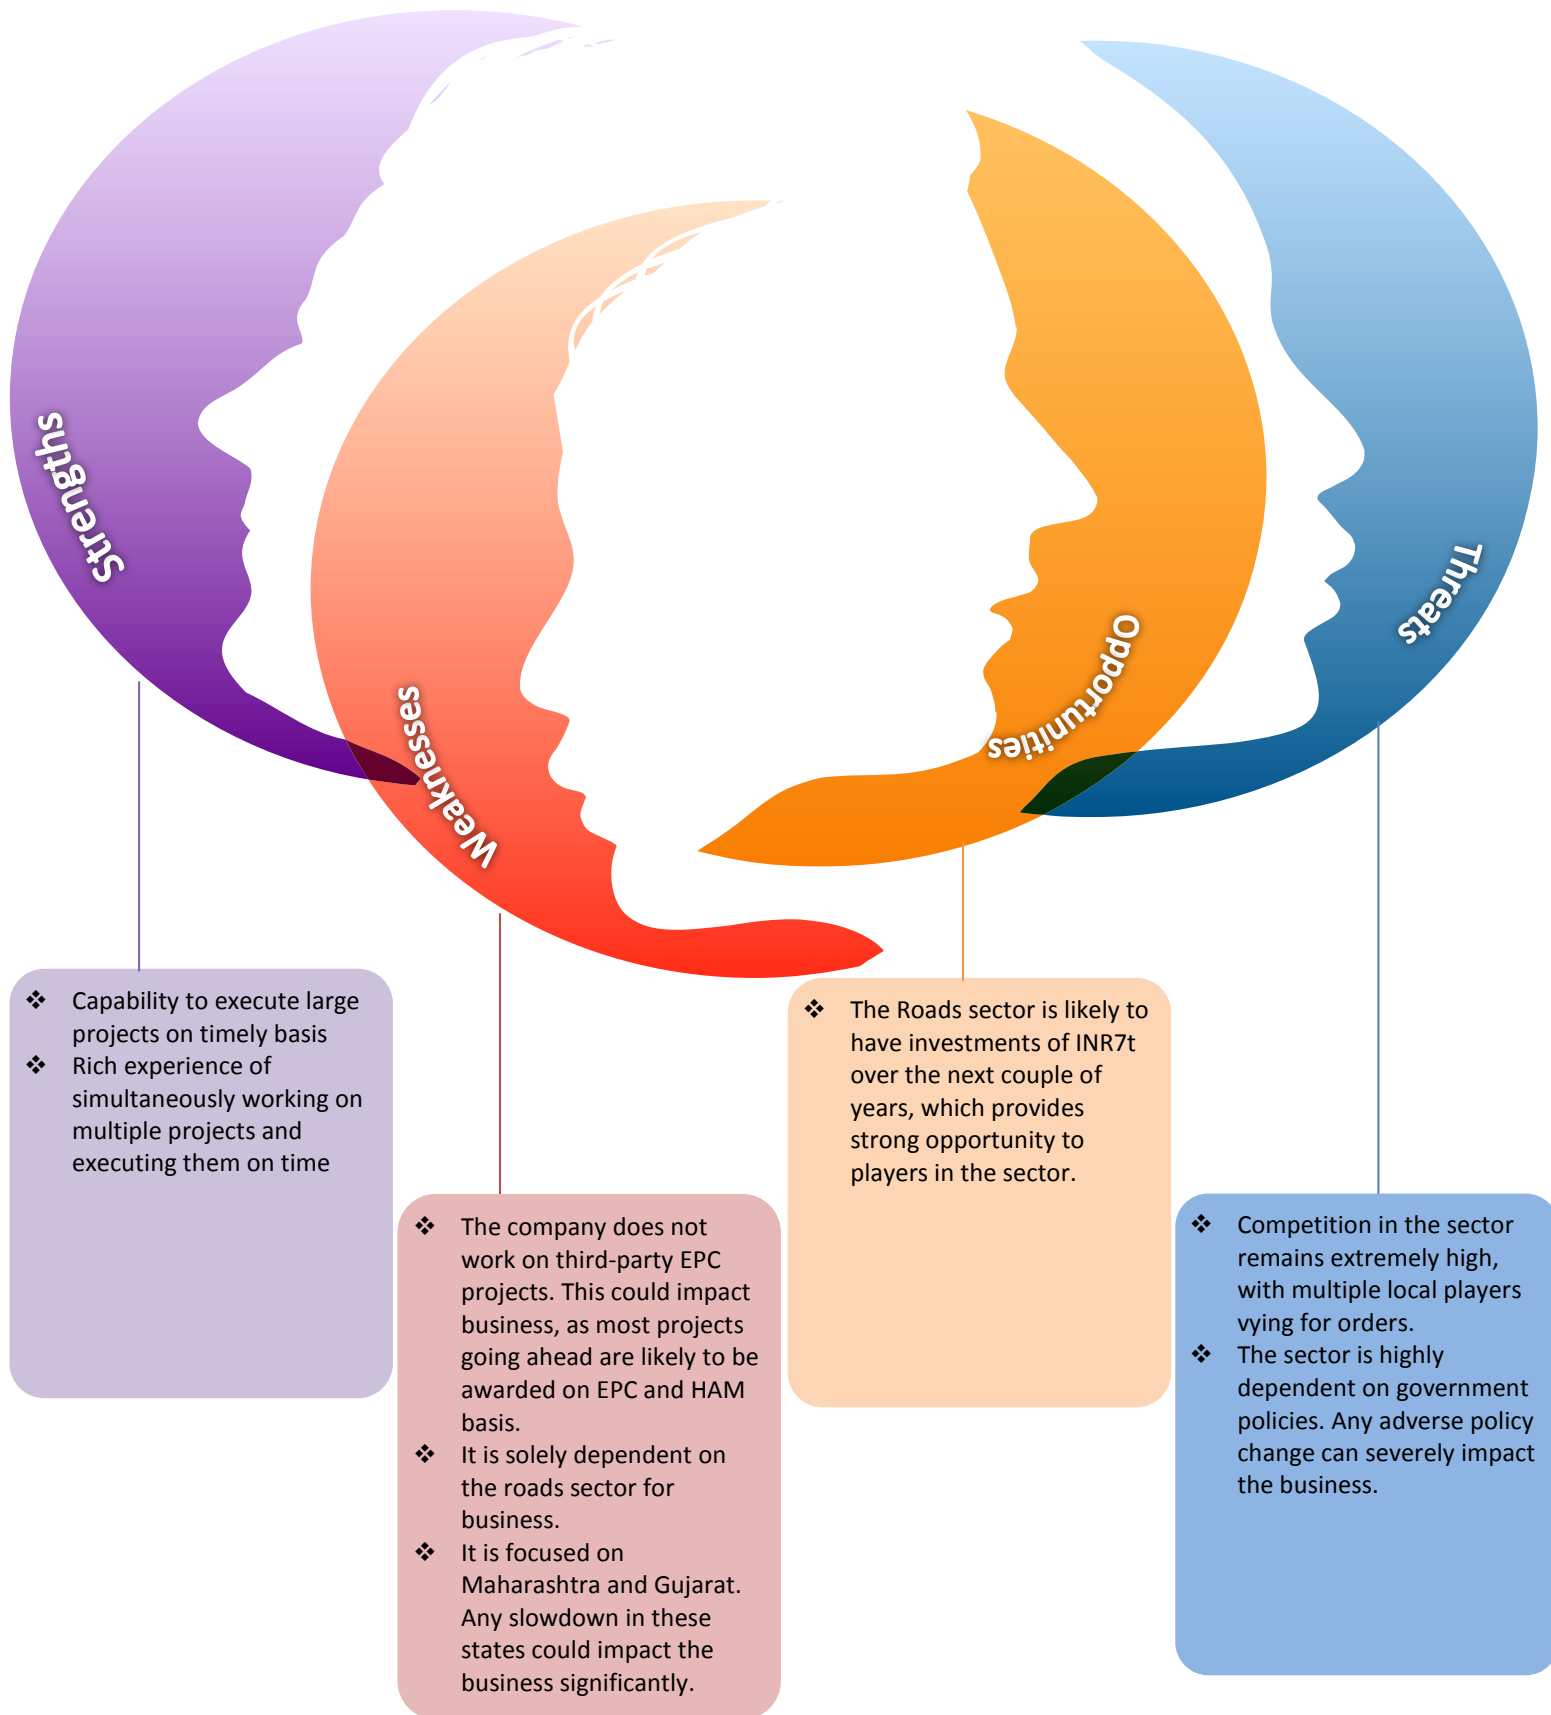 Strengths
Weaknesses
Opportunities
Threats
❖ Capability to execute large
projects on timely basis
❖ Rich experience of
simultaneously working on
multiple projects and
executing them on time
❖ The company does not
work on third-party EPC
projects. This could impact
business, as most projects
going ahead are likely to be
awarded on EPC and HAM
basis.
❖ It is solely dependent on
the roads sector for
business.
❖ It is focused on
Maharashtra and Gujarat.
Any slowdown in these
states could impact the
business significantly.
❖ The Roads sector is likely to
have investments of INR7t
over the next couple of
years, which provides
strong opportunity to
players in the sector.
❖ Competition in the sector
remains extremely high,
with multiple local players
vying for orders.
❖ The sector is highly
dependent on government
policies. Any adverse policy
change can severely impact
the business.